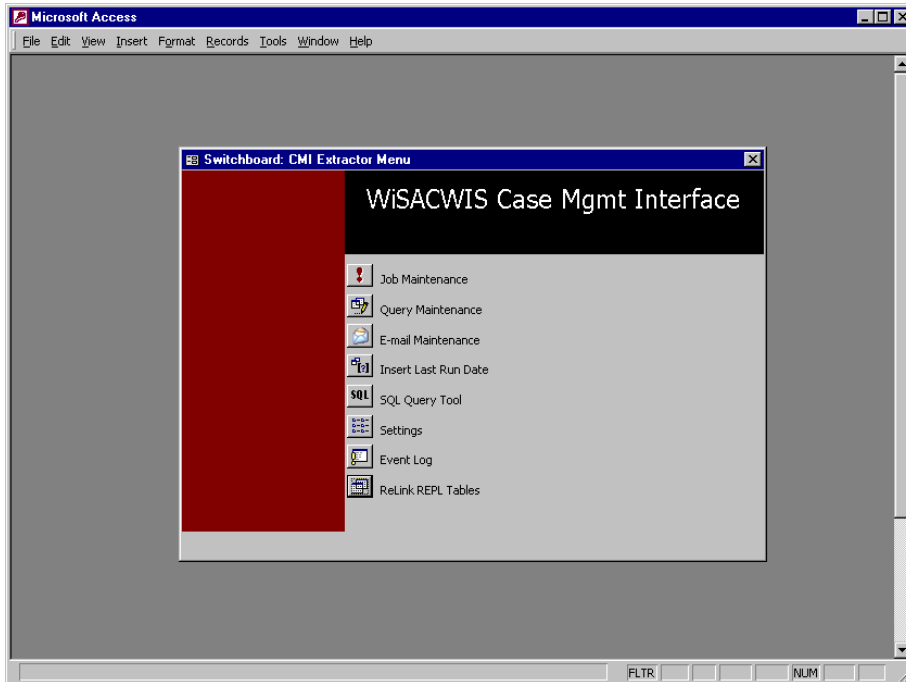 Microsoft Access
File Edit View Insert Format Records Tools Window Help
Switchboard: CMI Extractor Menu
WiSACWIS Case Mgmt Interface
Job Maintenance
Query Maintenance
E-mail Maintenance
Insert Last Run Date
SQL SQL Query Tool
Settings
Event Log
ReLink REPL Tables
FLTR NUM